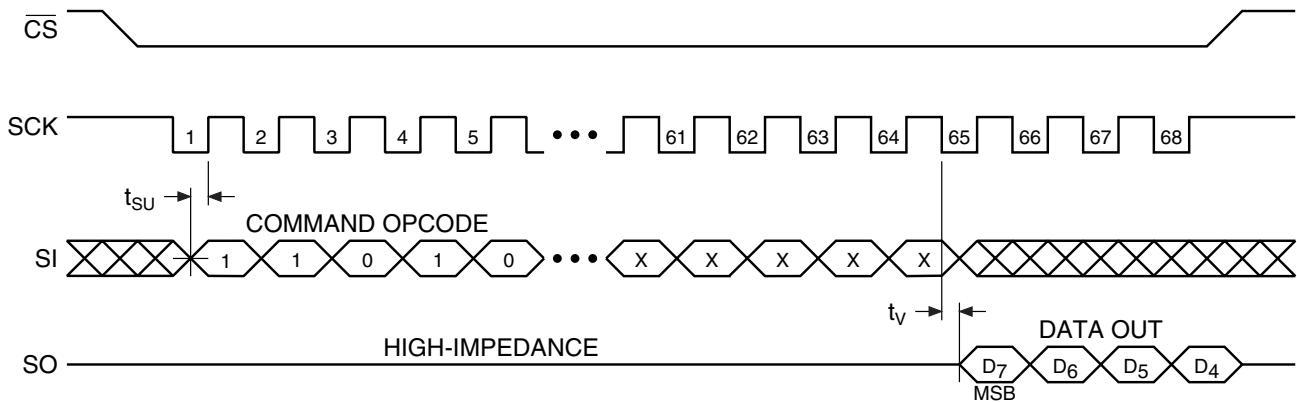 CS
SCK 1 2 3 4 5 ••• 61 62 63 64 65 66 67 68
tSU
COMMAND OPCODE
SI 1 1 0 1 0 ••• X X X X X
tV
DATA OUT
HIGH-IMPEDANCE
SO D7 D6 D5 D4
MSB